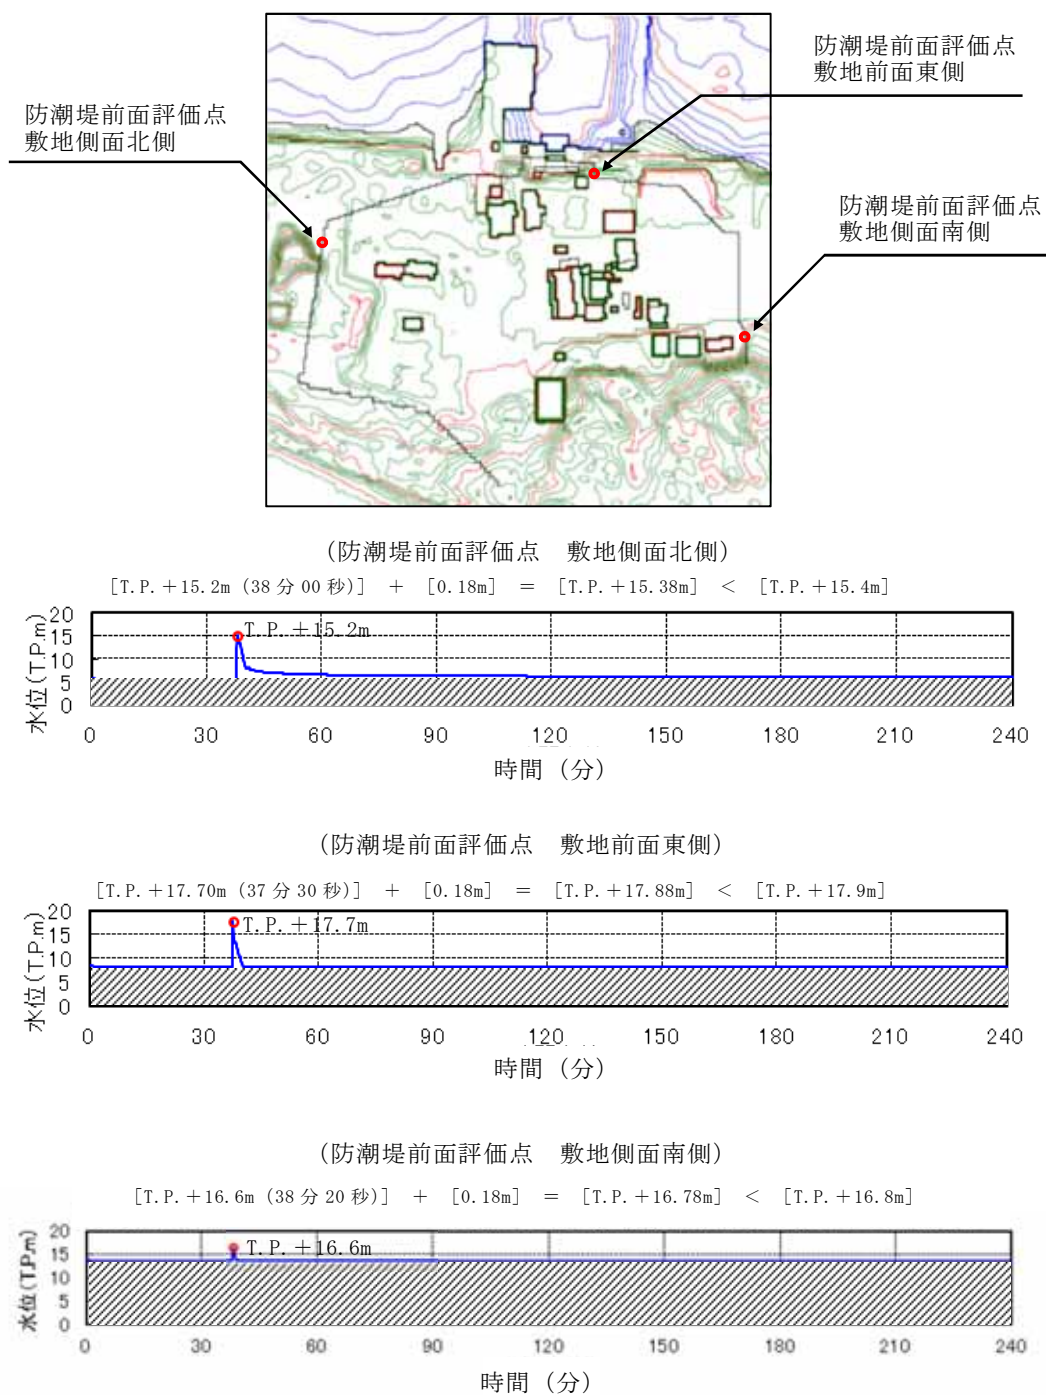 防潮堤前面評価点
敷地前面東側
防潮堤前面評価点
敷地側面北側
防潮堤前面評価点
敷地側面南側
(防潮堤前面評価点 敷地側面北側)
[T.P.+15.2m (38分00秒)] + [0.18m] = [T.P.+15.38m] < [T.P.+15.4m]
水位(T.P.m)
20
15
10
5
0
T.P.+15.2m
0 30 60 90 120 150 180 210 240
時間 (分)
(防潮堤前面評価点 敷地前面東側)
[T.P.+17.70m (37分30秒)] + [0.18m] = [T.P.+17.88m] < [T.P.+17.9m]
水位(T.P.m)
20
15
10
5
0
T.P.+17.7m
0 30 60 90 120 150 180 210 240
時間 (分)
(防潮堤前面評価点 敷地側面南側)
[T.P.+16.6m (38分20秒)] + [0.18m] = [T.P.+16.78m] < [T.P.+16.8m]
水位(T.P.m)
20
15
10
5
0
T.P.+16.6m
0 30 60 90 120 150 180 210 240
時間 (分)